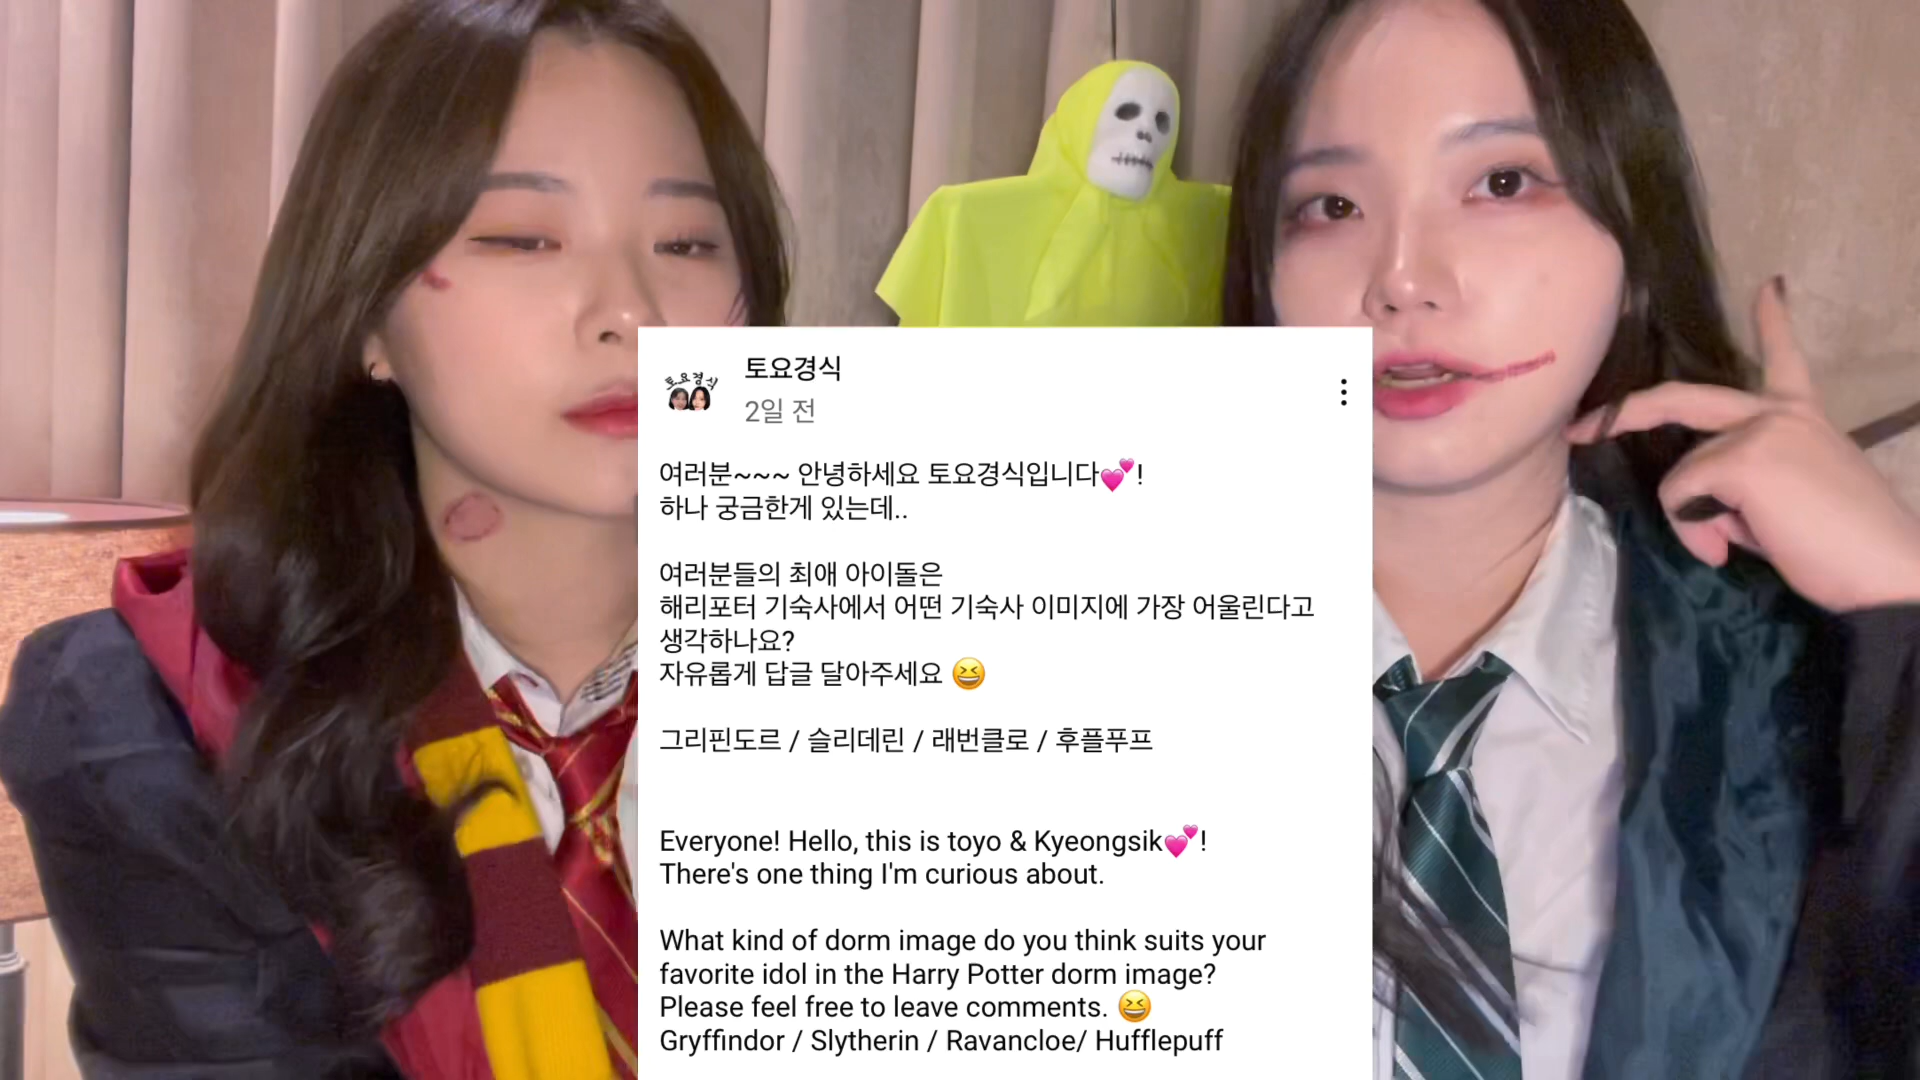 토요경식
토요경식
2일 전
여러분~~~ 안녕하세요 토요경식입니다💕!
하나 궁금한게 있는데..
여러분들의 최애 아이돌은
해리포터 기숙사에서 어떤 기숙사 이미지에 가장 어울린다고
생각하나요?
자유롭게 답글 달아주세요 😆
그리핀도르 / 슬리데린 / 래번클로 / 후플푸프
Everyone! Hello, this is toyo & Kyeongsik💕!
There's one thing I'm curious about.
What kind of dorm image do you think suits your
favorite idol in the Harry Potter dorm image?
Please feel free to leave comments. 😆
Gryffindor / Slytherin / Ravancloe/ Hufflepuff